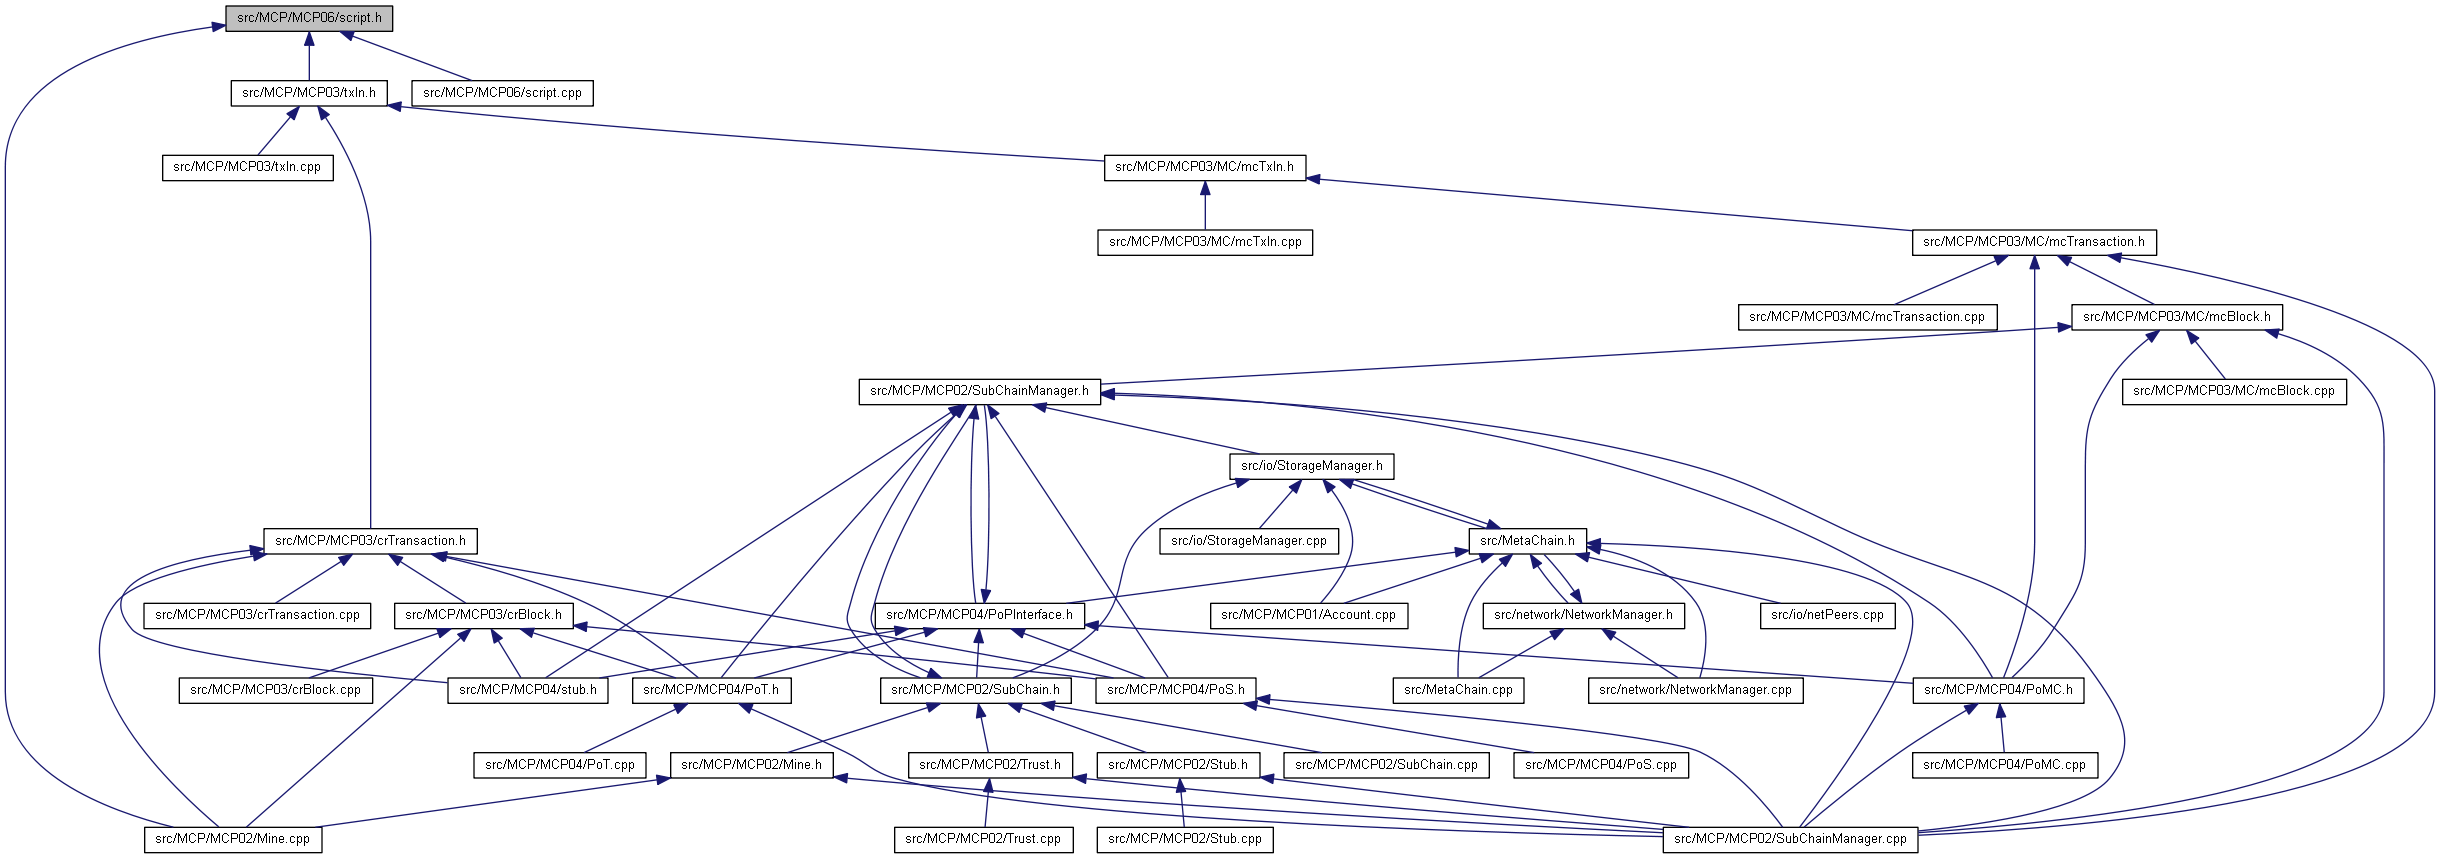 src/MCP/MCP06/script.h
src/MCP/MCP03/txIn.h
src/MCP/MCP06/script.cpp
src/MCP/MCP03/txIn.cpp
src/MCP/MCP03/MC/mcTxIn.h
src/MCP/MCP03/MC/mcTxIn.cpp
src/MCP/MCP03/MC/mcTransaction.h
src/MCP/MCP03/MC/mcTransaction.cpp
src/MCP/MCP03/MC/mcBlock.h
src/MCP/MCP02/SubChainManager.h
src/MCP/MCP03/MC/mcBlock.cpp
src/io/StorageManager.h
src/MCP/MCP03/crTransaction.h
src/io/StorageManager.cpp
src/MetaChain.h
src/MCP/MCP03/crTransaction.cpp
src/MCP/MCP03/crBlock.h
src/MCP/MCP04/PoPInterface.h
src/MCP/MCP01/Account.cpp
src/network/NetworkManager.h
src/io/netPeers.cpp
src/MCP/MCP03/crBlock.cpp
src/MCP/MCP04/stub.h
src/MCP/MCP04/PoT.h
src/MCP/MCP02/SubChain.h
src/MCP/MCP04/PoS.h
src/MetaChain.cpp
src/network/NetworkManager.cpp
src/MCP/MCP04/PoMC.h
src/MCP/MCP04/PoT.cpp
src/MCP/MCP02/Mine.h
src/MCP/MCP02/Trust.h
src/MCP/MCP02/Stub.h
src/MCP/MCP02/SubChain.cpp
src/MCP/MCP04/PoS.cpp
src/MCP/MCP04/PoMC.cpp
src/MCP/MCP02/Mine.cpp
src/MCP/MCP02/Trust.cpp
src/MCP/MCP02/Stub.cpp
src/MCP/MCP02/SubChainManager.cpp